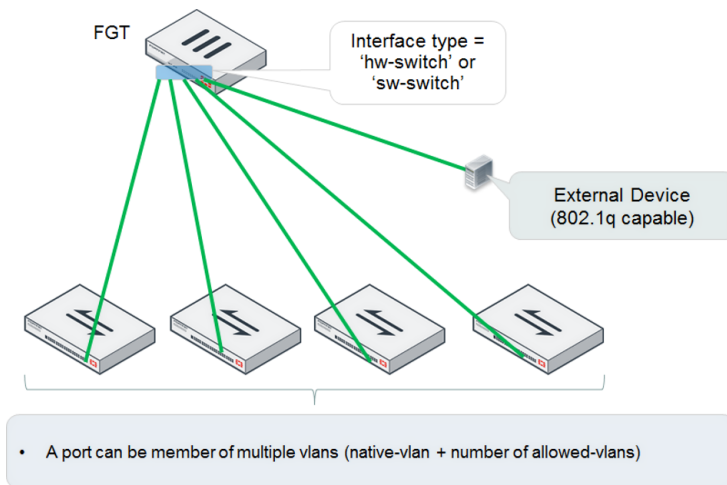 FGT
Interface type =
‘hw-switch’ or
‘sw-switch’
External Device
(802.1q capable)
• A port can be member of multiple vlans (native-vlan + number of allowed-vlans)